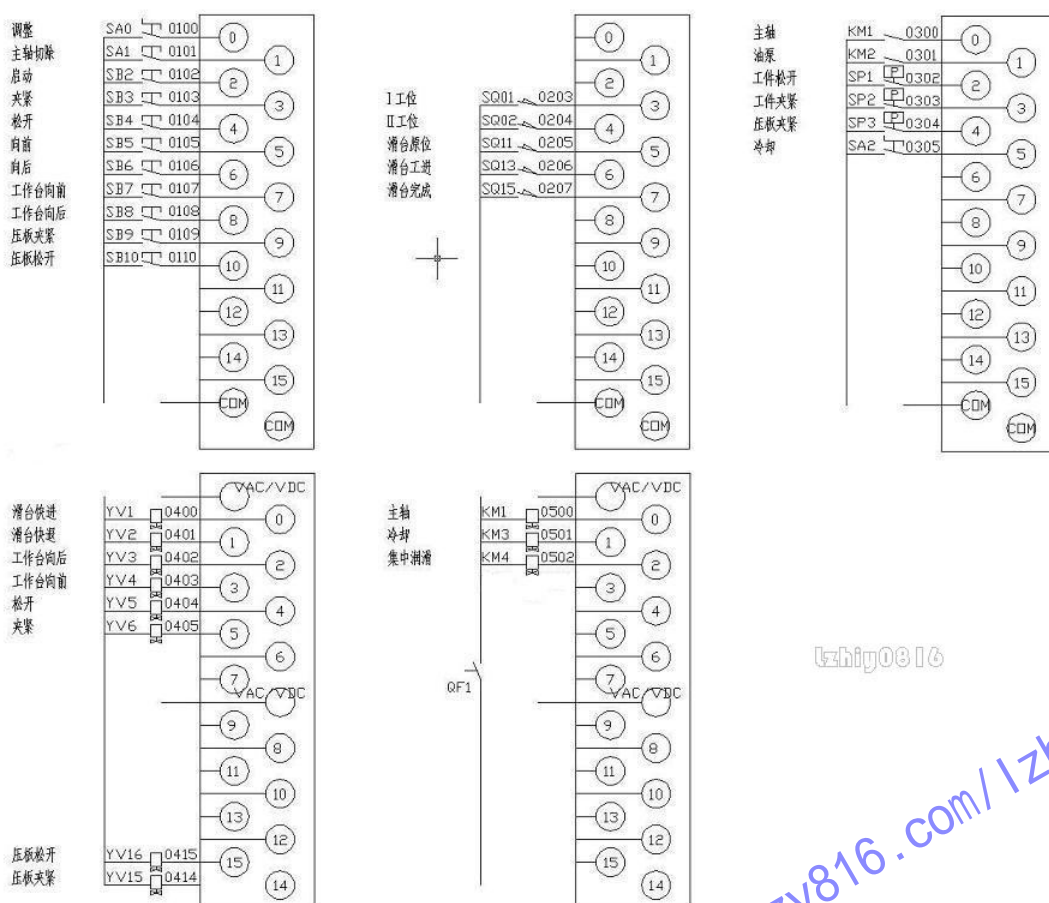 调整 SA0 0100 0
主轴切除 SA1 0101 1
启动 SB2 0102 2
夹紧 SB3 0103 3
松开 SB4 0104 4
向前 SB5 0105 5
向后 SB6 0106 6
工作台向前 SB7 0107 7
工作台向后 SB8 0108 8
压板夹紧 SB9 0109 9
压板松开 SB10 0110 10
11
12
13
14
15
COM
COM
0
1
2
I工位 SQ01 0203 3
II工位 SQ02 0204 4
滑台原位 SQ11 0205 5
滑台工进 SQ13 0206 6
滑台完成 SQ15 0207 7
8
9
10
11
12
13
14
15
COM
COM
主轴 KM1 0300 0
油泵 KM2 0301 1
工件松开 SP1 P 0302 2
工件夹紧 SP2 P 0303 3
压板夹紧 SP3 P 0304 4
冷却 SA2 0305 5
6
7
8
9
10
11
12
13
14
15
COM
COM
VAC/VDC
滑台快进 YV1 0400 0
滑台快退 YV2 0401 1
工作台向后 YV3 0402 2
工作台向前 YV4 0403 3
松开 YV5 0404 4
夹紧 YV6 0405 5
6
7
VAC/VDC
9
8
11
10
13
12
压板松开 YV16 0415 15
压板夹紧 YV15 0414 14
VAC/VDC
主轴 KM1 0500 0
冷却 KM3 0501 1
集中润滑 KM4 0502 2
3
4
5
6
QF1 7
VAC/VDC
9
8
11
10
13
12
15
14
lzhiy0816
zy816.com/lzh